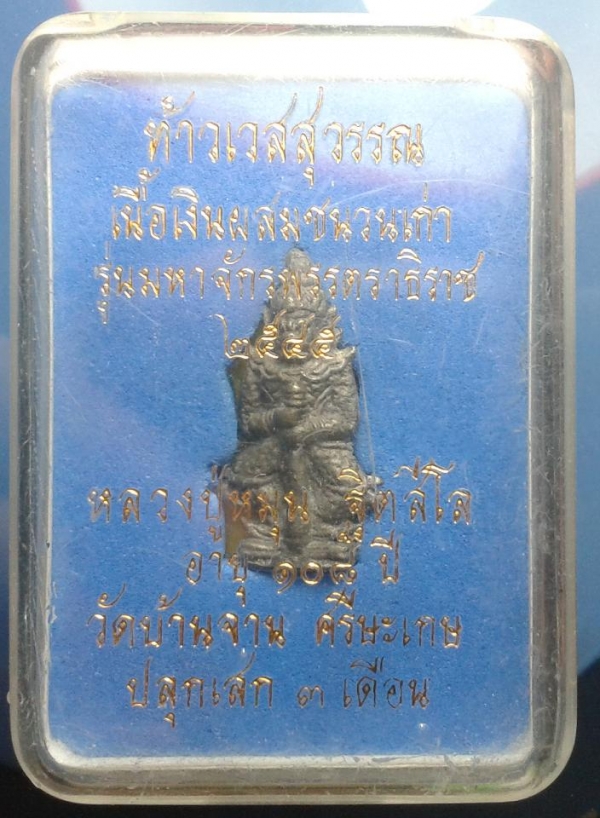 ท้าวเวสสุวรรณ
เนื้อเงินผสมชนวนเก่า
รุ่นมหาจักรพรรตราธิราช
๒๕๔๕
หลวงปู่หมุน ฐิตสีโล
อายุ ๑๐๘ ปี
วัดบ้านจาน ศรีษะเกษ
ปลุกเสก ๓ เดือน